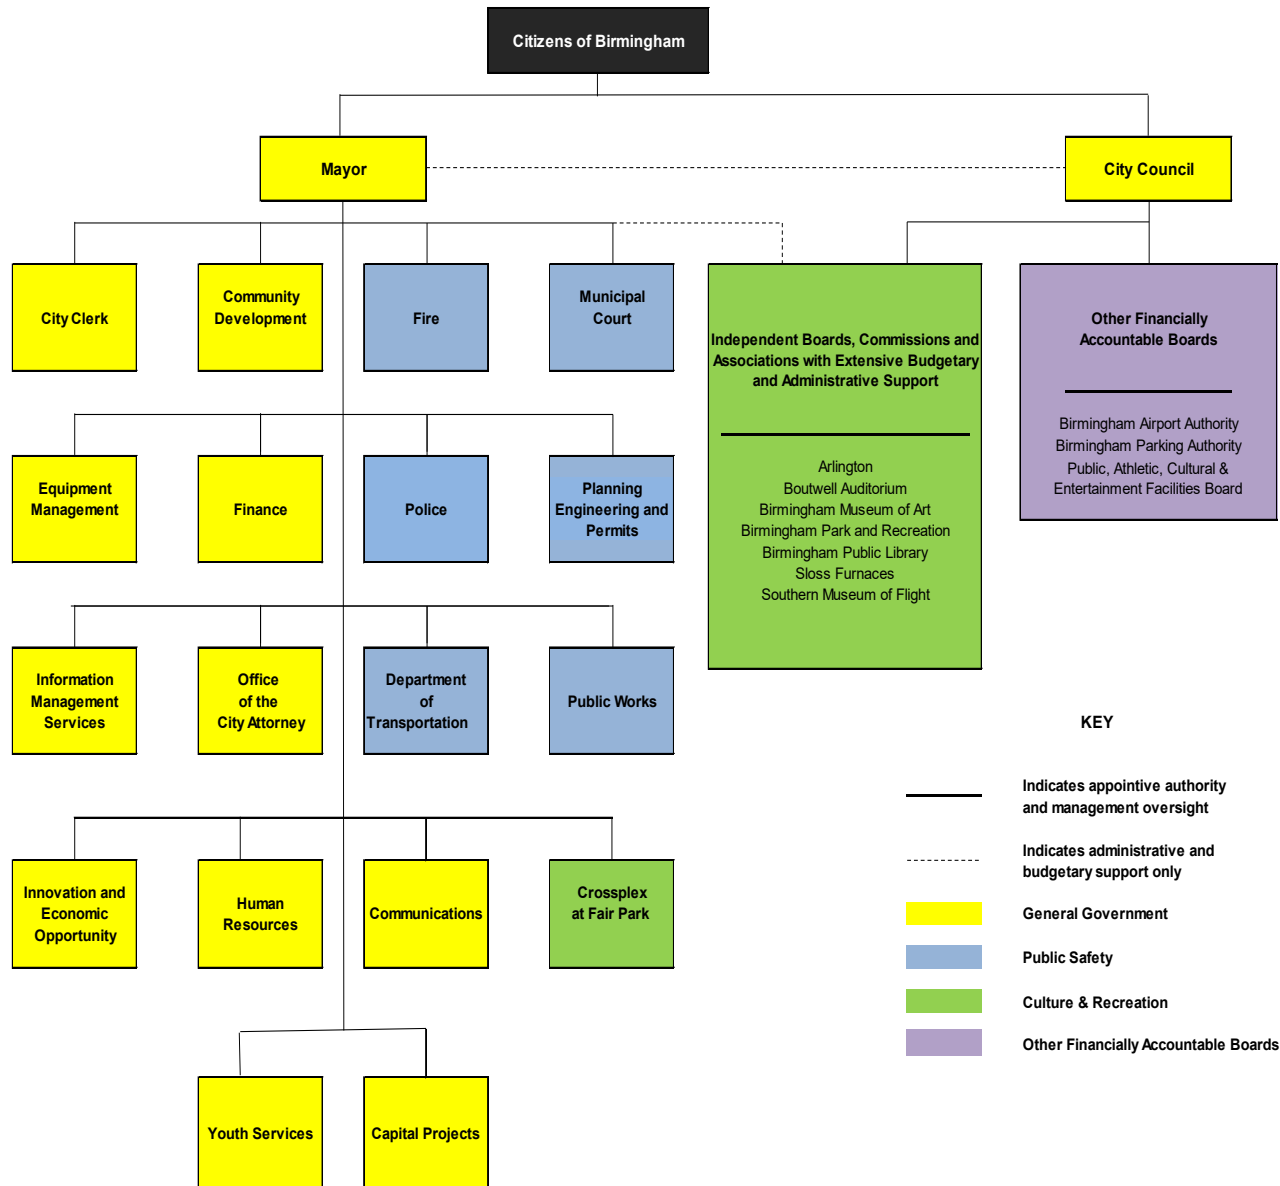 Citizens of Birmingham
Mayor
City Council
City Clerk
Community
Development
Fire
Municipal
Court
Independent Boards, Commissions and
Associations with Extensive Budgetary
and Administrative Support
Arlington
Boutwell Auditorium
Birmingham Museum of Art
Birmingham Park and Recreation
Birmingham Public Library
Sloss Furnaces
Southern Museum of Flight
Other Financially
Accountable Boards
Birmingham Airport Authority
Birmingham Parking Authority
Public, Athletic, Cultural &
Entertainment Facilities Board
Equipment
Management
Finance
Police
Planning
Engineering and
Permits
Information
Management
Services
Office
of the
City Attorney
Department
of
Transportation
Public Works
Innovation and
Economic
Opportunity
Human
Resources
Communications
Crossplex
at Fair Park
Youth Services
Capital Projects
KEY
Indicates appointive authority
and management oversight
Indicates administrative and
budgetary support only
General Government
Public Safety
Culture & Recreation
Other Financially Accountable Boards